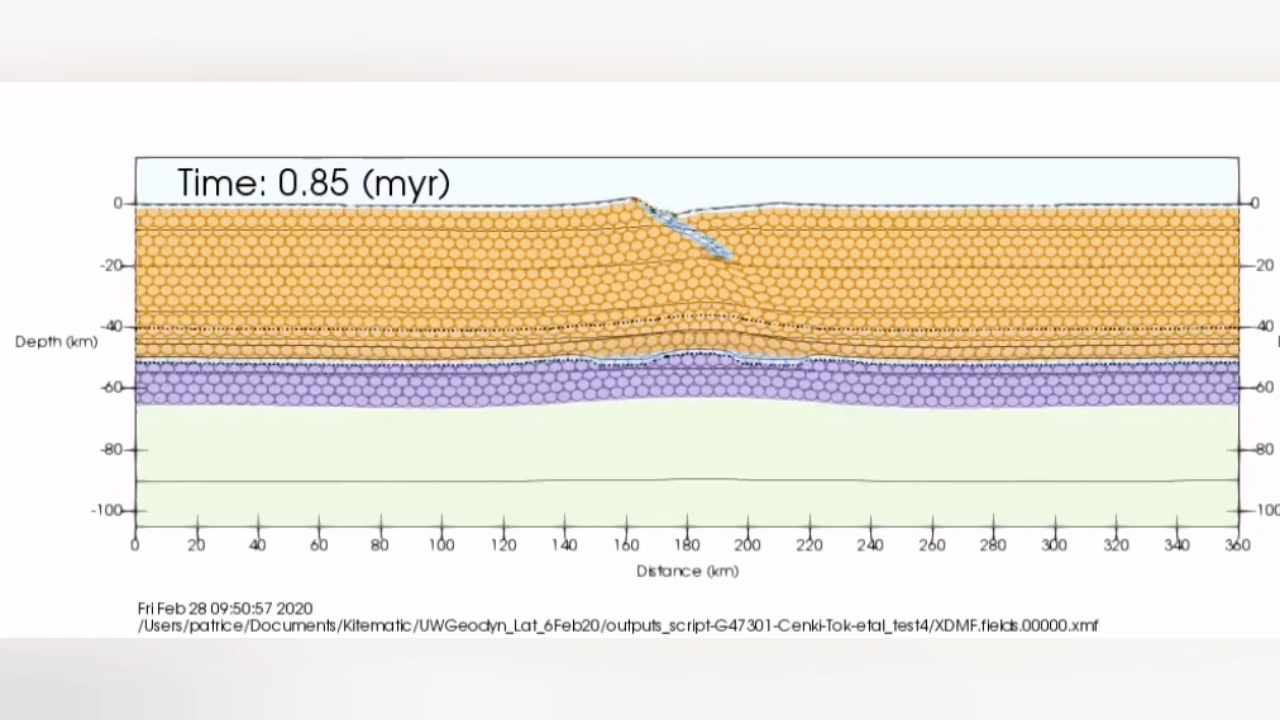 Time: 0.85 (myr)
0
0
-20
-20
-40
-40
Depth (km)
-60
-60
-80
-80
-100
-100
0 20 40 60 80 100 120 140 160 180 200 220 240 260 280 300 320 340 360
Distance (km)
Fri Feb 28 09:50:57 2020
/Users/patrice/Documents/Kitematic/UWGeodyn_Lat_6Feb20/outputs_script-G47301-Cenki-Tok-etal_test4/XDMF.fields.00000.xmf